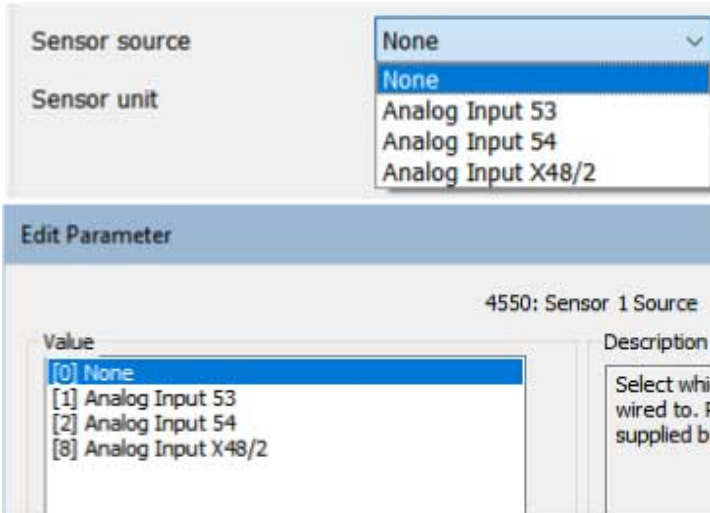 Sensor source
None
None
Sensor unit
Analog Input 53
Analog Input 54
Analog Input X48/2
Edit Parameter
4550: Sensor 1 Source
Value
Description
[0] None
[1] Analog Input 53
[2] Analog Input 54
[8] Analog Input X48/2
Select
wired to.
supplied